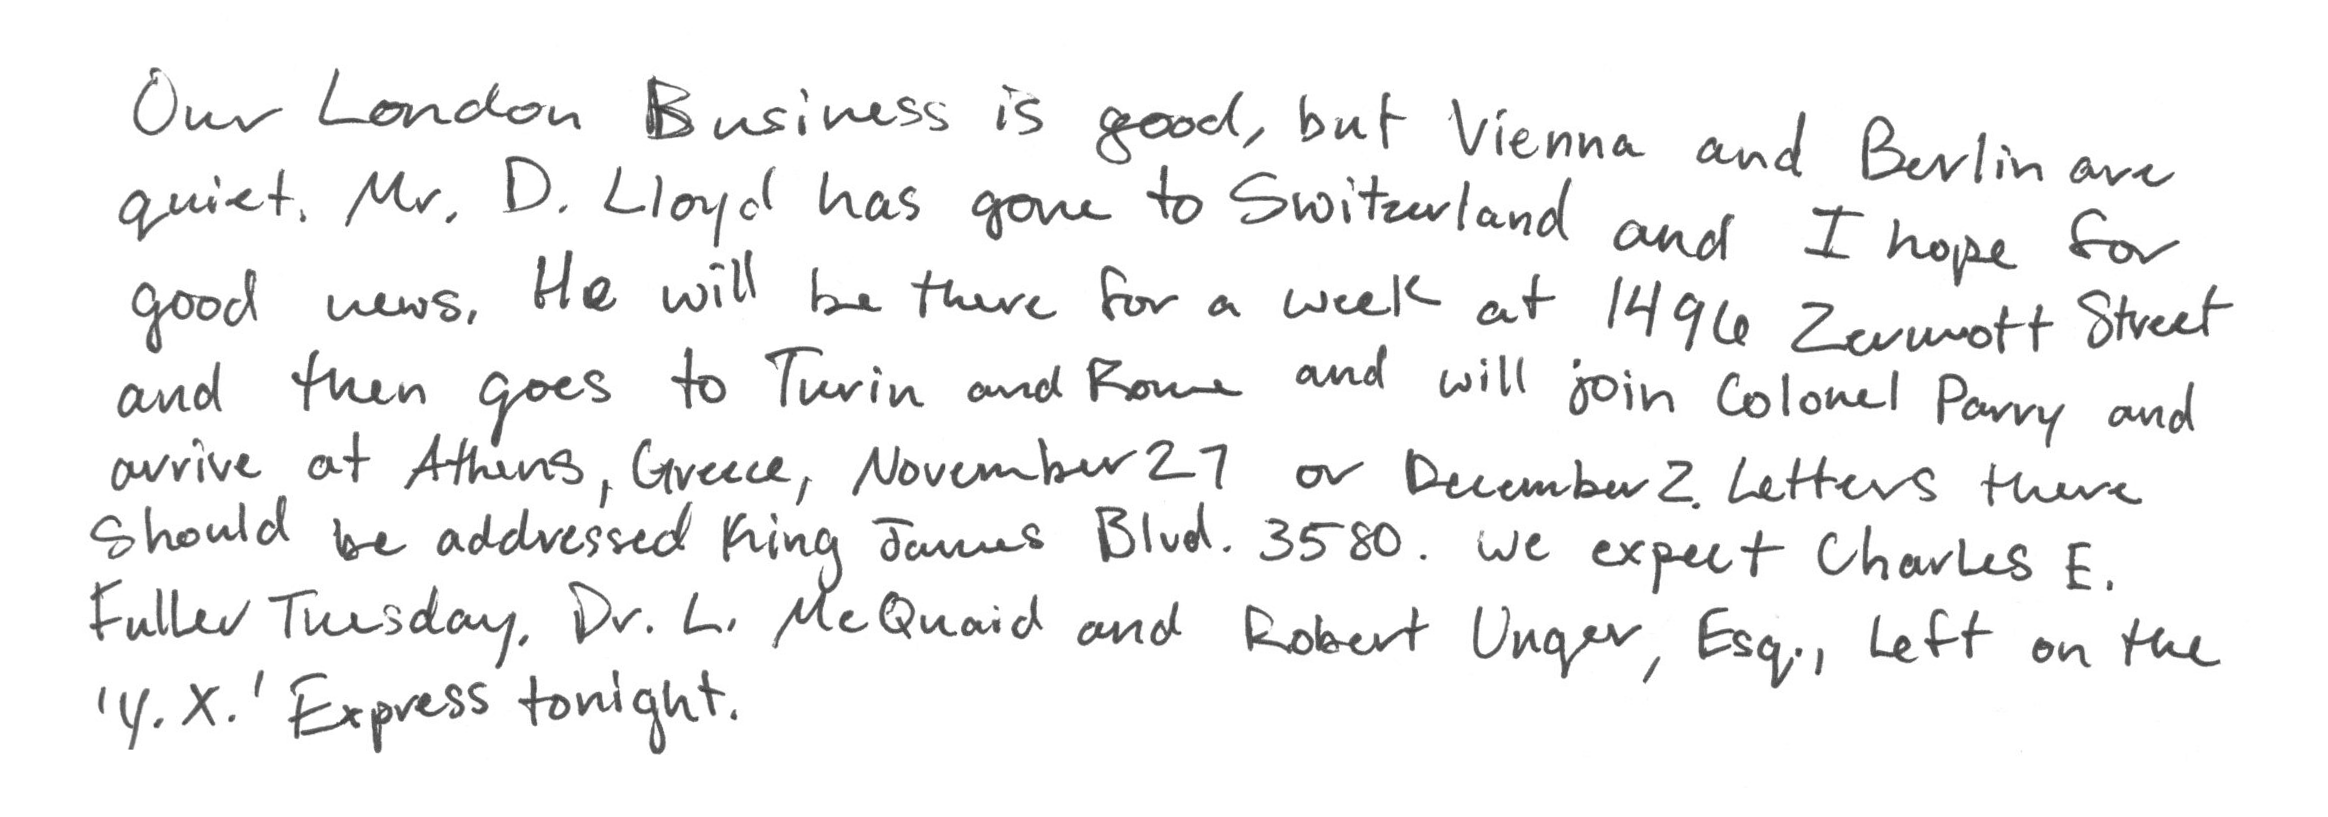 Our London Business is good, but Vienna and Berlin are
quiet. Mr. D. Lloyd has gone to Switzerland and I hope for
good news. He will be there for a week at 1496 Zermott Street
and then goes to Turin and Rome and will join Colonel Parry and
arrive at Athens, Greece, November 27 or December 2. Letters there
should be addressed King James Blvd. 3580. We expect Charles E.
Fuller Tuesday. Dr. L. McQuaid and Robert Unger, Esq., left on the
'Y. X.' Express tonight.